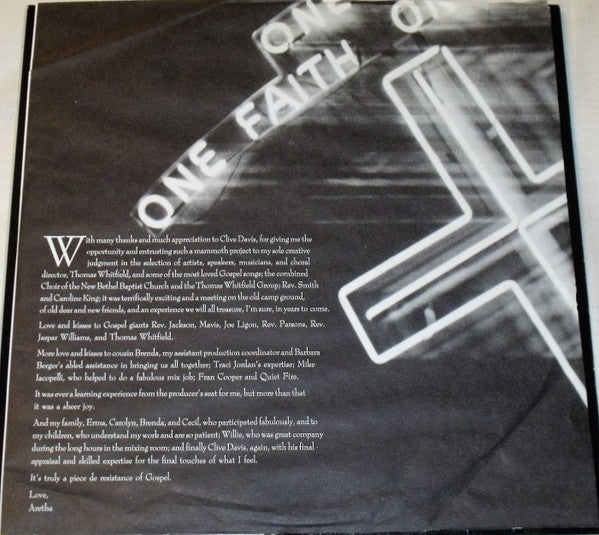 ONE
ON
ONE FAITH
With many thanks and much appreciation to Clive Davis, for giving me the
opportunity and entrusting such a mammoth project to my sole creative
judgment in the selection of artists, speakers, musicians, and choral
director, Thomas Whitfield, and some of the most loved Gospel songs; the combined
Choir of the New Bethel Baptist Church and the Thomas Whitfield Group; Rev. Smith
and Caroline King; it was terrifically exciting and a meeting on the old camp ground,
of old dear and new friends, and an experience we will all treasure, I'm sure, in years to come.
Love and kisses to Gospel giants Rev. Jackson, Mavis, Joe Ligon, Rev. Parsons, Rev.
Jaspar Williams, and Thomas Whitfield.
More love and kisses to cousin Brenda, my assistant production coordinator and Barbara
Berger's abled assistance in bringing us all together; Traci Jordan's expertise; Mike
Iacopelli, who helped to do a fabulous mix job; Fran Cooper and Quiet Fire.
It was ever a learning experience from the producer's seat for me, but more than that
it was a sheer joy.
And my family, Erma, Carolyn, Brenda, and Cecil, who participated fabulously, and to
my children, who understand my work and are so patient; Willie, who was great company
during the long hours in the mixing room; and finally Clive Davis, again, with his final
appraisal and skilled expertise for the final touches of what I feel.
It's truly a piece de resistance of Gospel.
Love,
Aretha